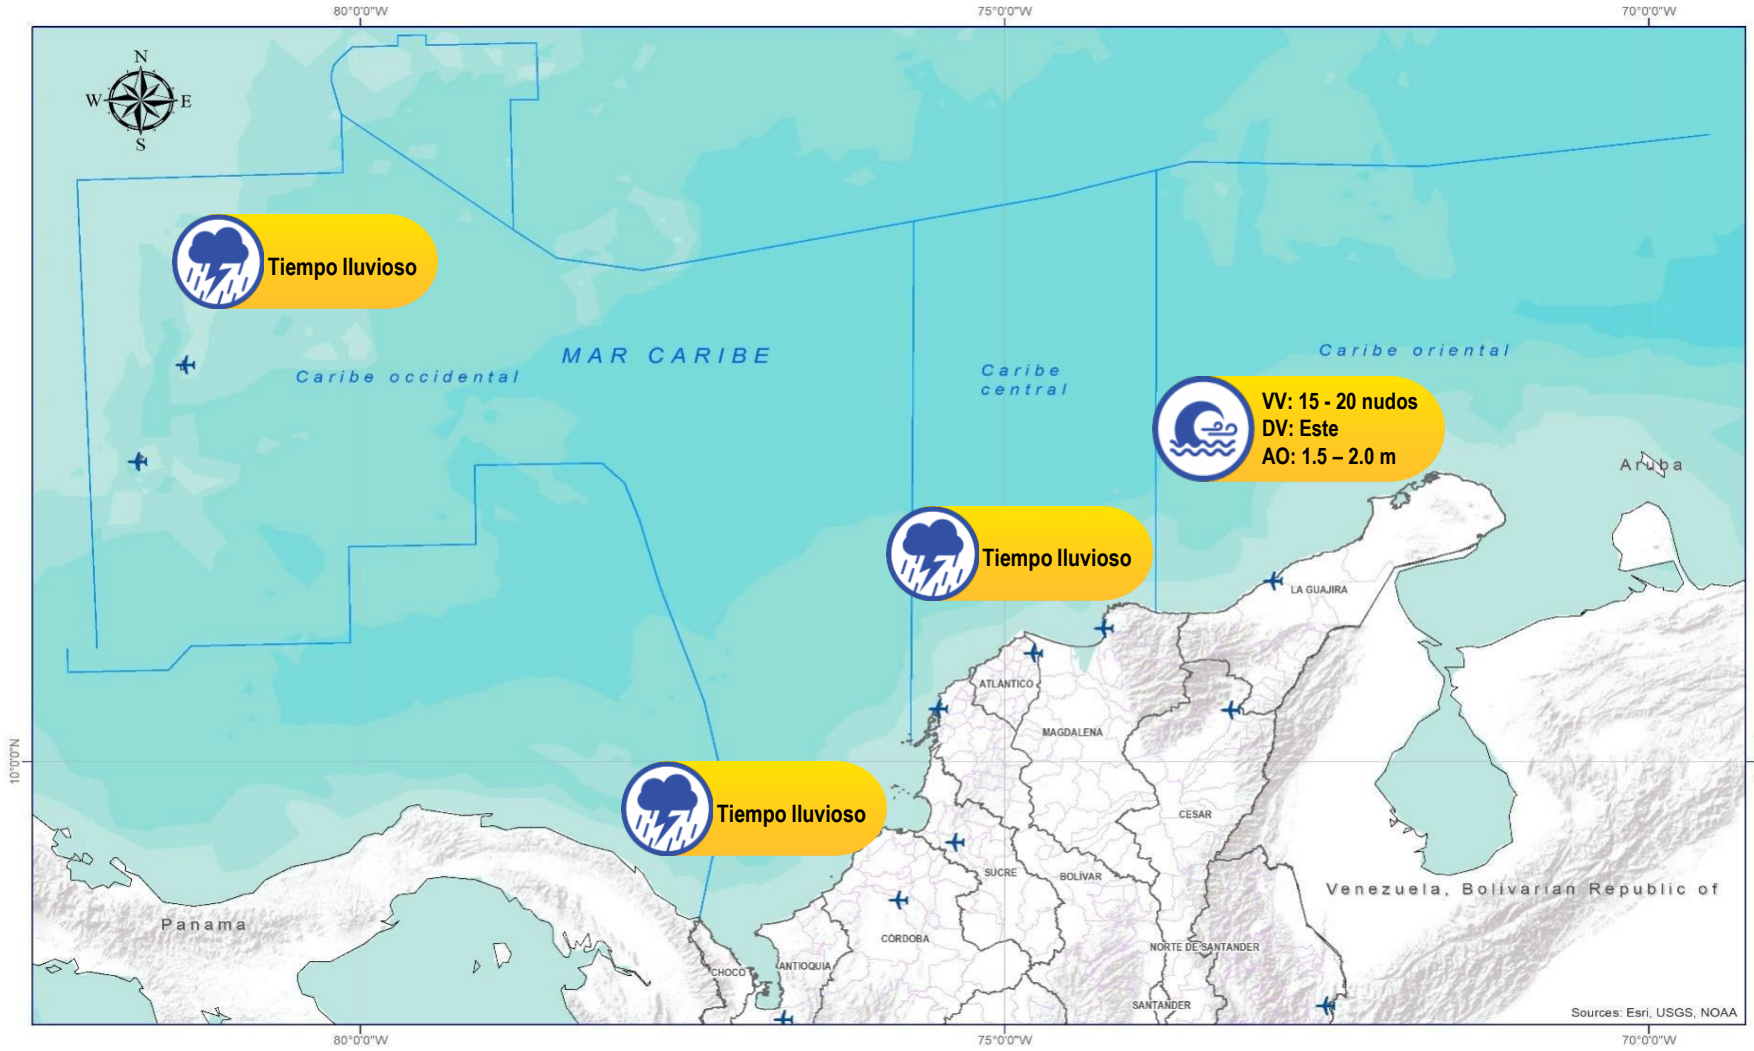 80°0'0"W
75°0'0"W
70°0'0"W
N
W
E
S
Tiempo lluvioso
MAR CARIBE
Caribe occidental
Caribe
central
Caribe oriental
VV: 15 - 20 nudos
DV: Este
AO: 1.5 – 2.0 m
Aruba
Tiempo lluvioso
LA GUAJIRA
ATLÁNTICO
MAGDALENA
10°0'0"N
Tiempo lluvioso
CESAR
SUCRE
BOLÍVAR
Venezuela, Bolivarian Republic of
Panama
CÓRDOBA
NORTE DE SANTANDER
CHOCÓ
ANTIOQUIA
SANTANDER
Sources: Esri, USGS, NOAA
80°0'0"W
75°0'0"W
70°0'0"W